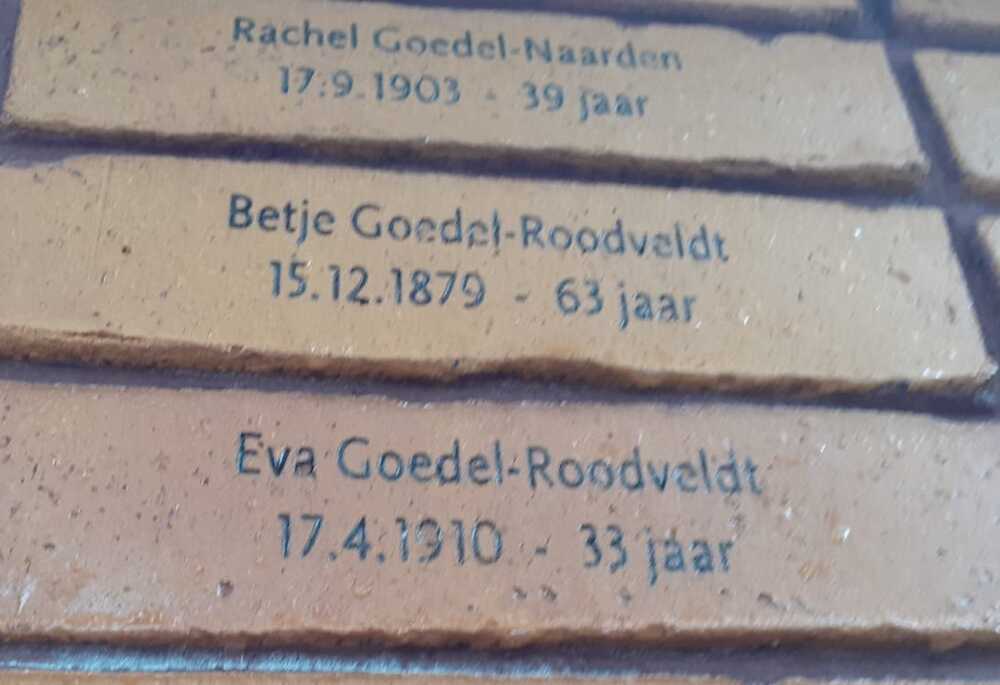 Rachel Goedel-Naarden
17.9.1903 - 39 jaar
Betje Goedel-Roodveldt
15.12.1879 - 63 jaar
Eva Goedel-Roodveldt
17.4.1910 - 33 jaar